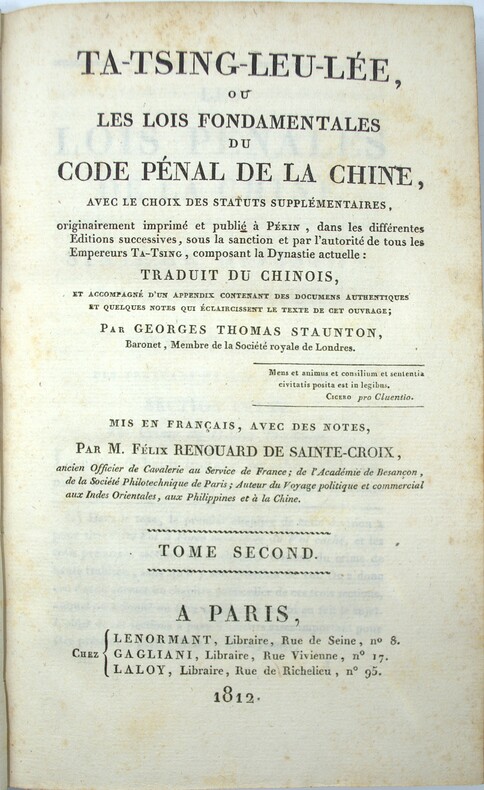 TA-TSING-LEU-LÉE,
OU
LES LOIS FONDAMENTALES
DU
CODE PÉNAL DE LA CHINE,
AVEC LE CHOIX DES STATUTS SUPPLÉMENTAIRES,
originairement imprimé et publié à PÉKIN, dans les différentes
Editions successives, sous la sanction et par l'autorité de tous les
Empereurs TA-TSING, composant la Dynastie actuelle :
TRADUIT DU CHINOIS,
ET ACCOMPAGNÉ D'UN APPENDIX CONTENANT DES DOCUMENS AUTHENTIQUES
ET QUELQUES NOTES QUI ÉCLAIRCISSENT LE TEXTE DE CET OUVRAGE;
PAR GEORGES THOMAS STAUNTON,
Baronet, Membre de la Société royale de Londres.
Mens et animus et consilium et sententia
civitatis posita est in legibus.
CICERO pro Cluentio.
MIS EN FRANÇAIS, AVEC DES NOTES,
PAR M. FÉLIX RENOUARD DE SAINTE-CROIX,
ancien Officier de Cavalerie au Service de France; de l'Académie de Besançon,
de la Société Philotechnique de Paris; Auteur du Voyage politique et commercial
aux Indes Orientales, aux Philippines et à la Chine.
TOME SECOND.
A PARIS,
CHEZ { LENORMANT, Libraire, Rue de Seine, nº 8.
GAGLIANI, Libraire, Rue Vivienne, nº 17.
LALOY, Libraire, Rue de Richelieu, nº 95.
1812.